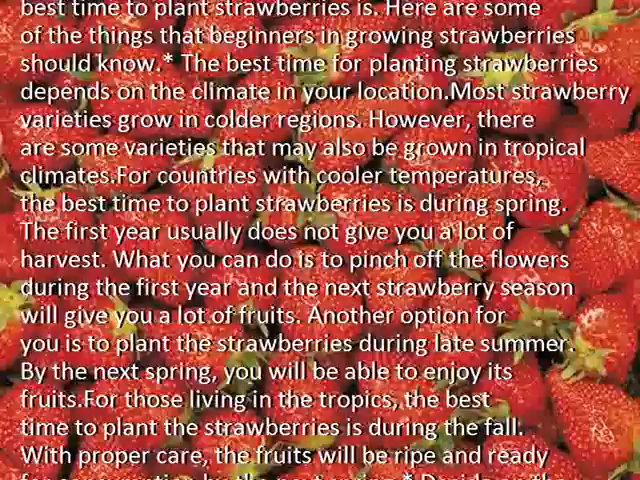 best time to plant strawberries is. Here are some
of the things that beginners in growing strawberries
should know.* The best time for planting strawberries
depends on the climate in your location.Most strawberry
varieties grow in colder regions. However, there
are some varieties that may also be grown in tropical
climates.For countries with cooler temperatures,
the best time to plant strawberries is during spring.
The first year usually does not give you a lot of
harvest. What you can do is to pinch off the flowers
during the first year and the next strawberry season
will give you a lot of fruits. Another option for
you is to plant the strawberries during late summer.
By the next spring, you will be able to enjoy its
fruits.For those living in the tropics, the best
time to plant the strawberries is during the fall.
With proper care, the fruits will be ripe and ready